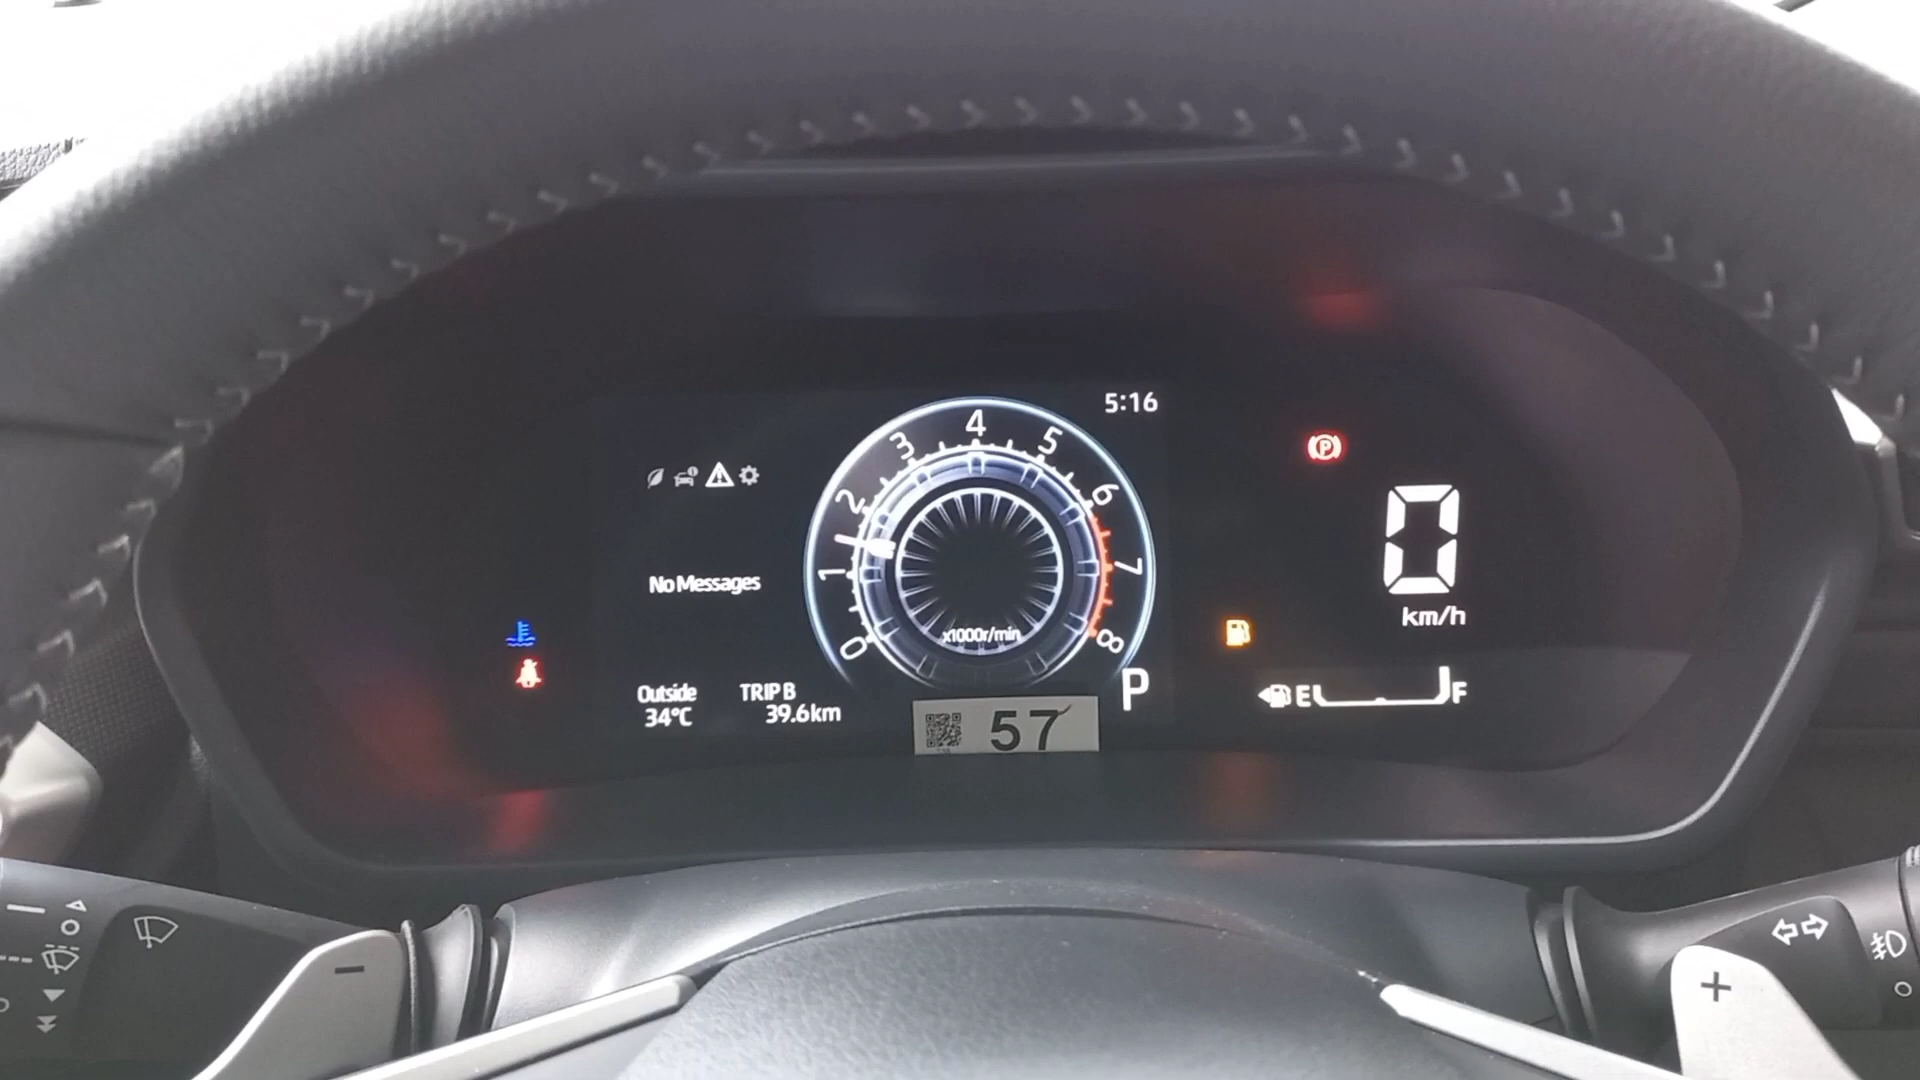 5:16
4
3
5
2
6
1
7
0
8
x1000r/min
No Messages
0
km/h
Outside
34°C
TRIP B
39.6km
P
E
F
57
−
+